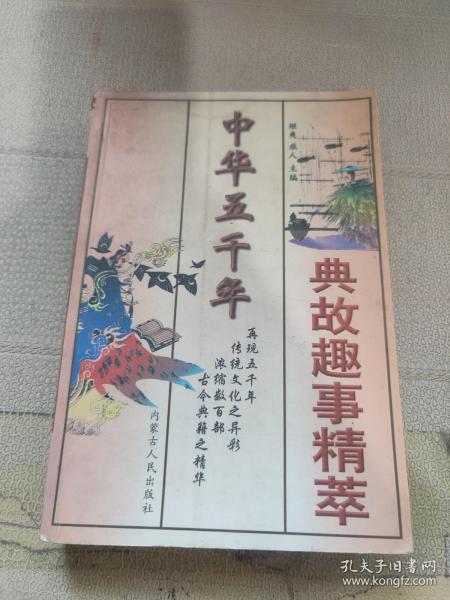 中华五千年
典故趣事精萃
主编
再现五千年
传统文化之异彩
浓缩数百部
古今典籍之精华
内蒙古人民出版社
孔夫子旧书网
www.kongfz.com